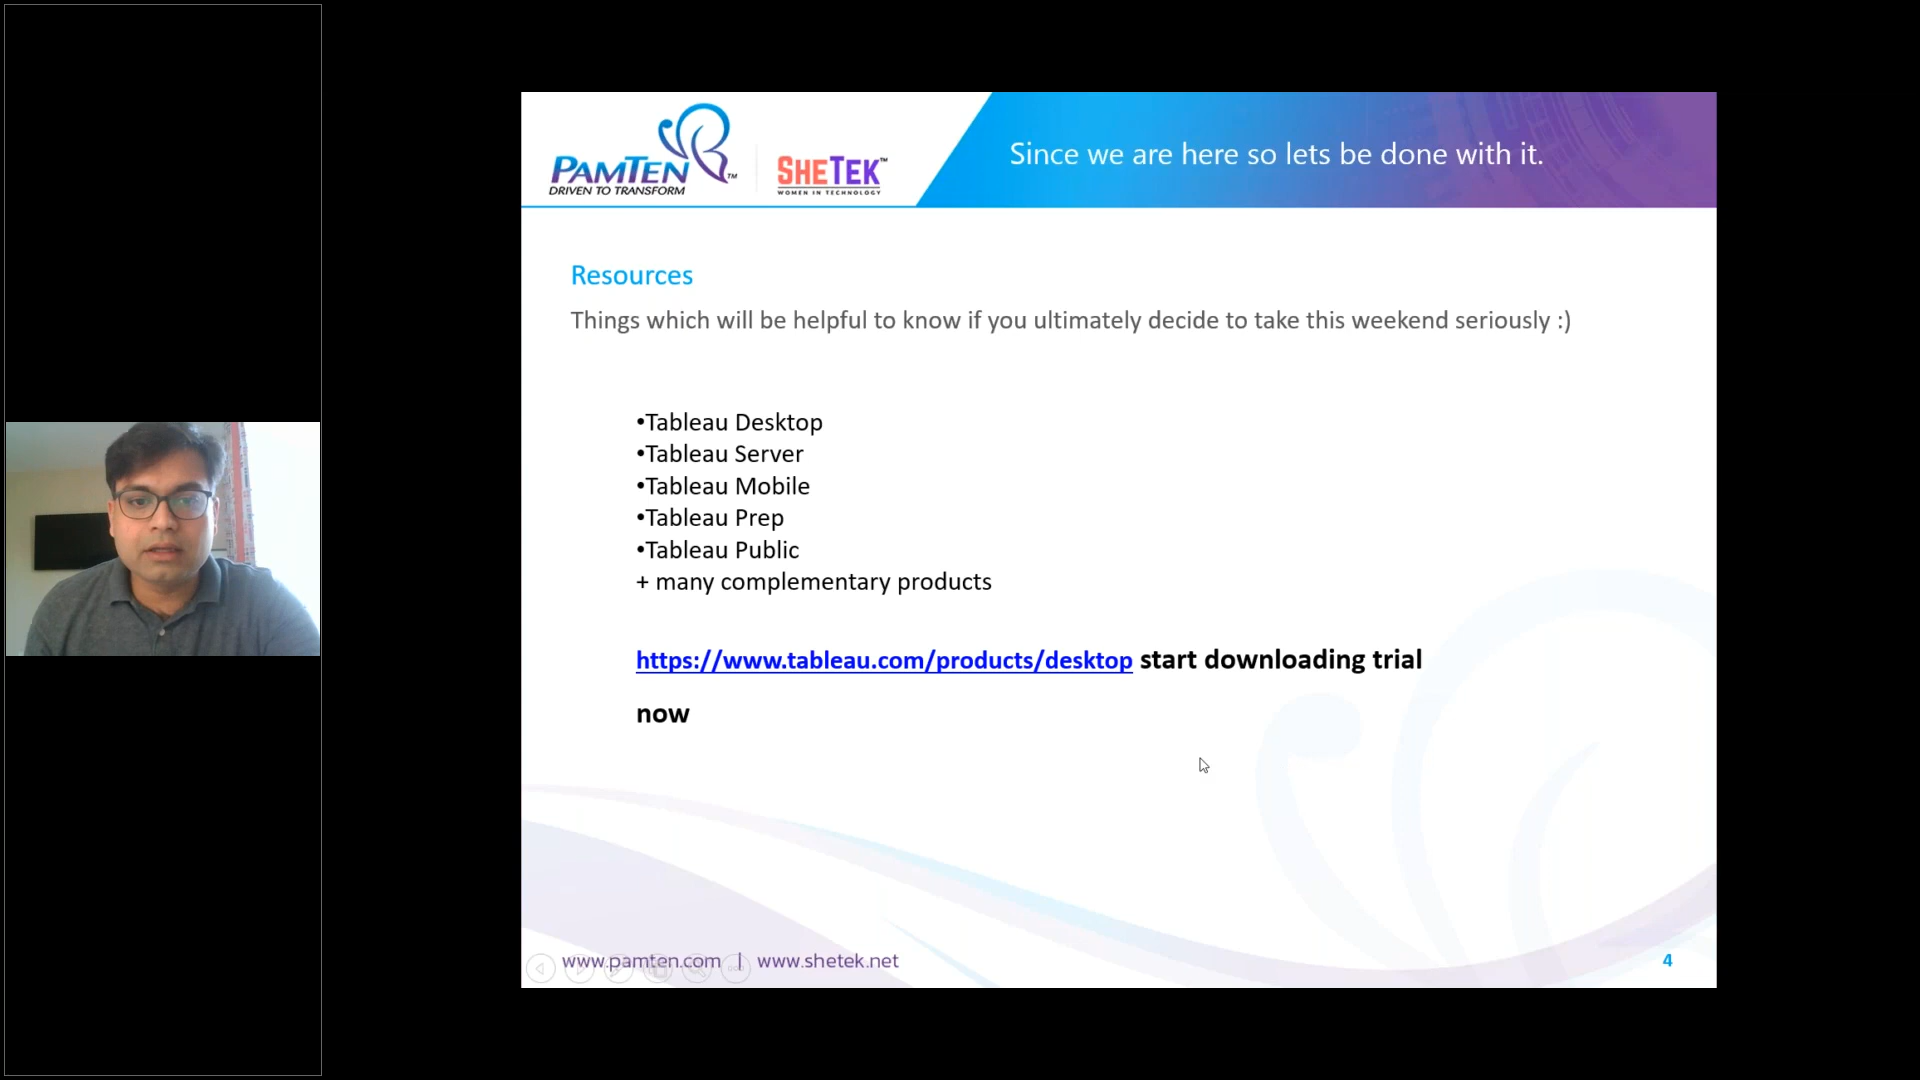 PAMTEN™
DRIVEN TO TRANSFORM
SHETEK™
WOMEN IN TECHNOLOGY
Since we are here so lets be done with it.
Resources
Things which will be helpful to know if you ultimately decide to take this weekend seriously :)
•Tableau Desktop
•Tableau Server
•Tableau Mobile
•Tableau Prep
•Tableau Public
+ many complementary products
https://www.tableau.com/products/desktop start downloading trial
now
www.pamten.com | www.shetek.net
4